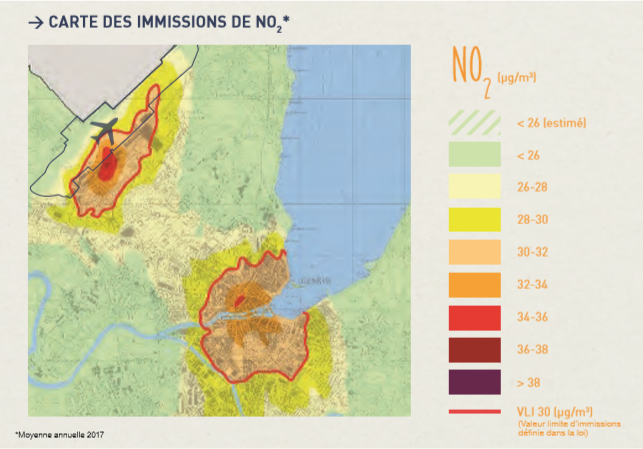 → CARTE DES IMMISSIONS DE NO₂*
NO₂ (µg/m³)
< 26 (estimé)
< 26
26-28
28-30
GENÈVE
30-32
32-34
34-36
36-38
> 38
VLI 30 (µg/m³)
(Valeur limite d'immissions
définie dans la loi)
*Moyenne annuelle 2017